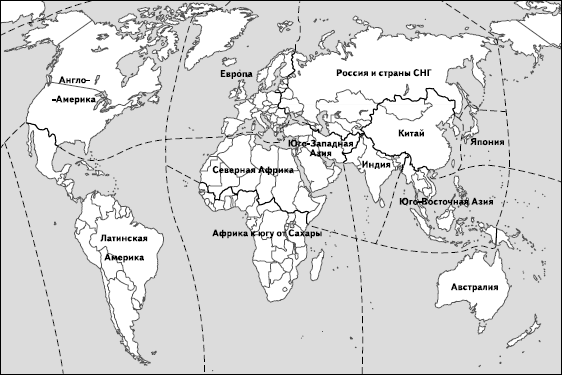 Европа
Россия и страны СНГ
Англо–
–Америка
Китай
Япония
Юго-Западная
Азия
Индия
Северная Африка
Юго-Восточная Азия
Африка к югу от Сахары
Латинская
Америка
Австралия